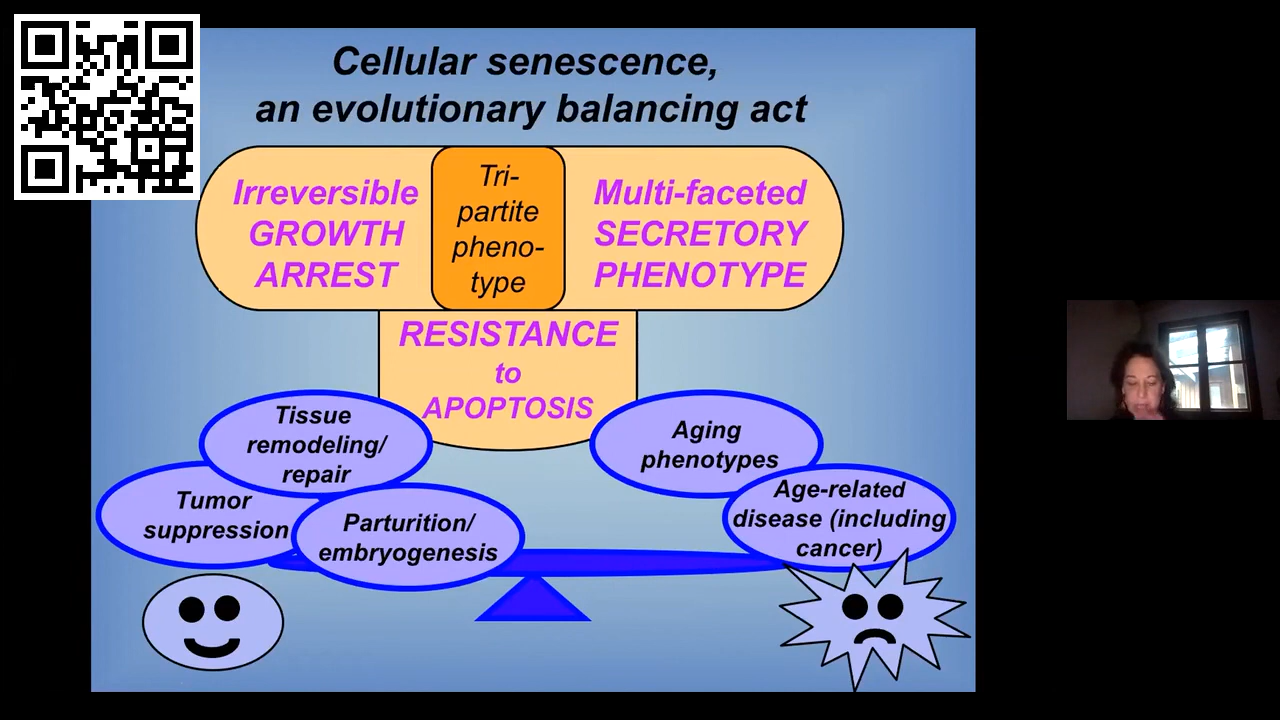 Cellular senescence,
an evolutionary balancing act
Irreversible
GROWTH
ARREST
Tri-
partite
pheno-
type
Multi-faceted
SECRETORY
PHENOTYPE
RESISTANCE
to
APOPTOSIS
Tissue
remodeling/
repair
Tumor
suppression
Parturition/
embryogenesis
Aging
phenotypes
Age-related
disease (including
cancer)